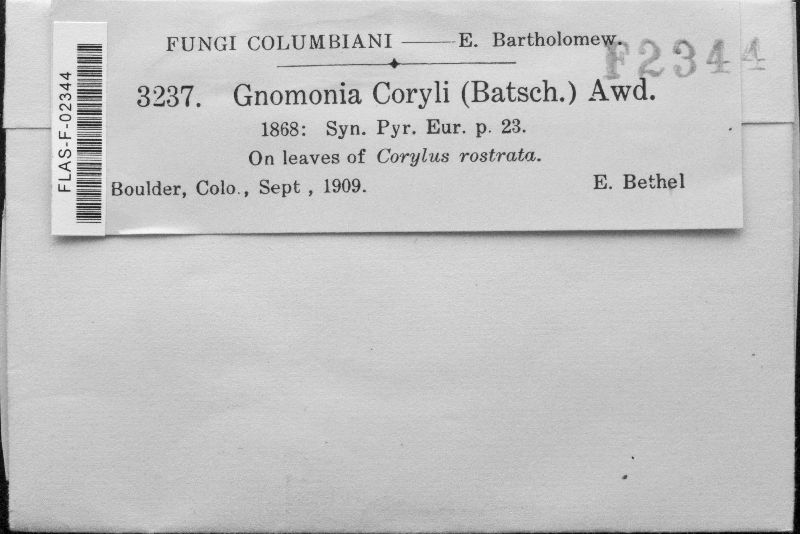 FUNGI COLUMBIANI —— E. Bartholomew.
F2344
3237. Gnomonia Coryli (Batsch.) Awd.
1868: Syn. Pyr. Eur. p. 23.
On leaves of Corylus rostrata.
Boulder, Colo., Sept, 1909. E. Bethel
FLAS-F-02344